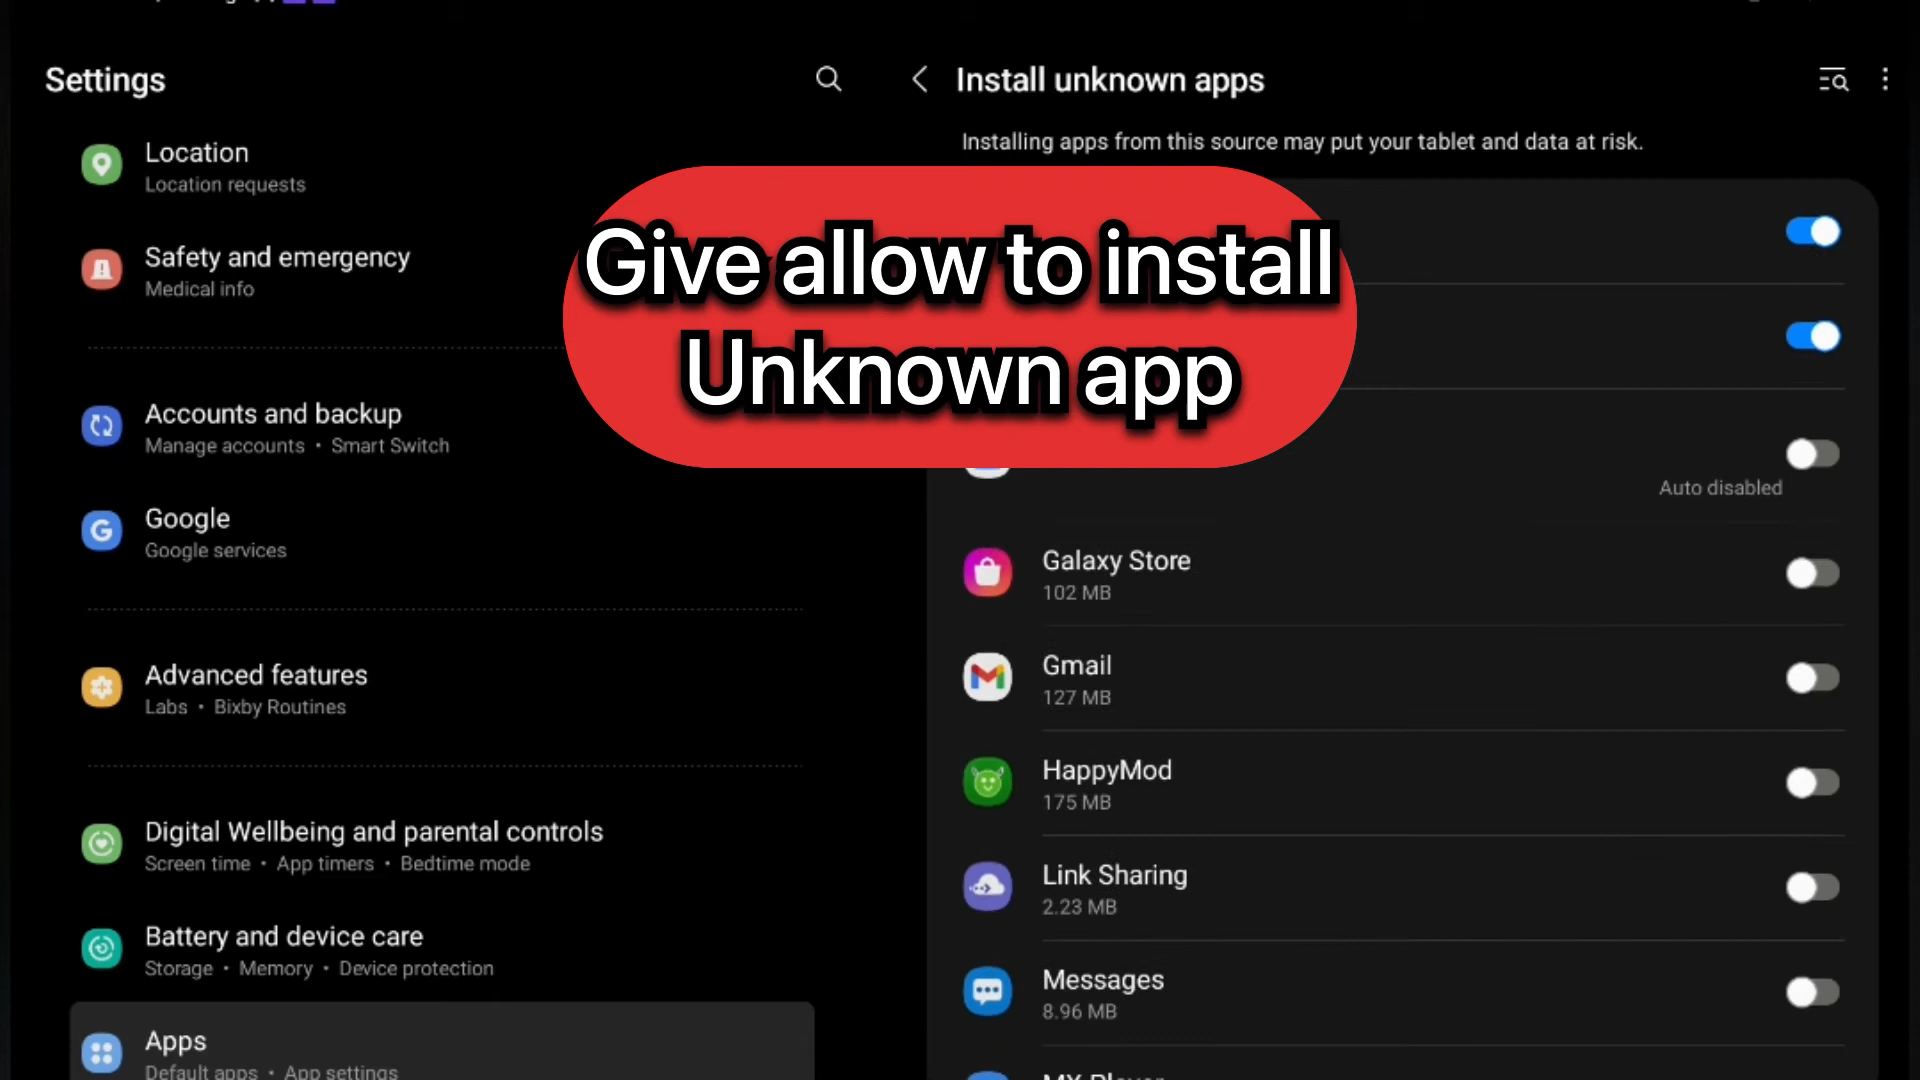 Settings
Location
Location requests
Safety and emergency
Medical info
Accounts and backup
Manage accounts • Smart Switch
Google
Google services
Advanced features
Labs • Bixby Routines
Digital Wellbeing and parental controls
Screen time • App timers • Bedtime mode
Battery and device care
Storage • Memory • Device protection
Apps
Default apps • App settings
Install unknown apps
Installing apps from this source may put your tablet and data at risk.
Give allow to install
Unknown app
Auto disabled
Galaxy Store
102 MB
Gmail
127 MB
HappyMod
175 MB
Link Sharing
2.23 MB
Messages
8.96 MB
MX Player